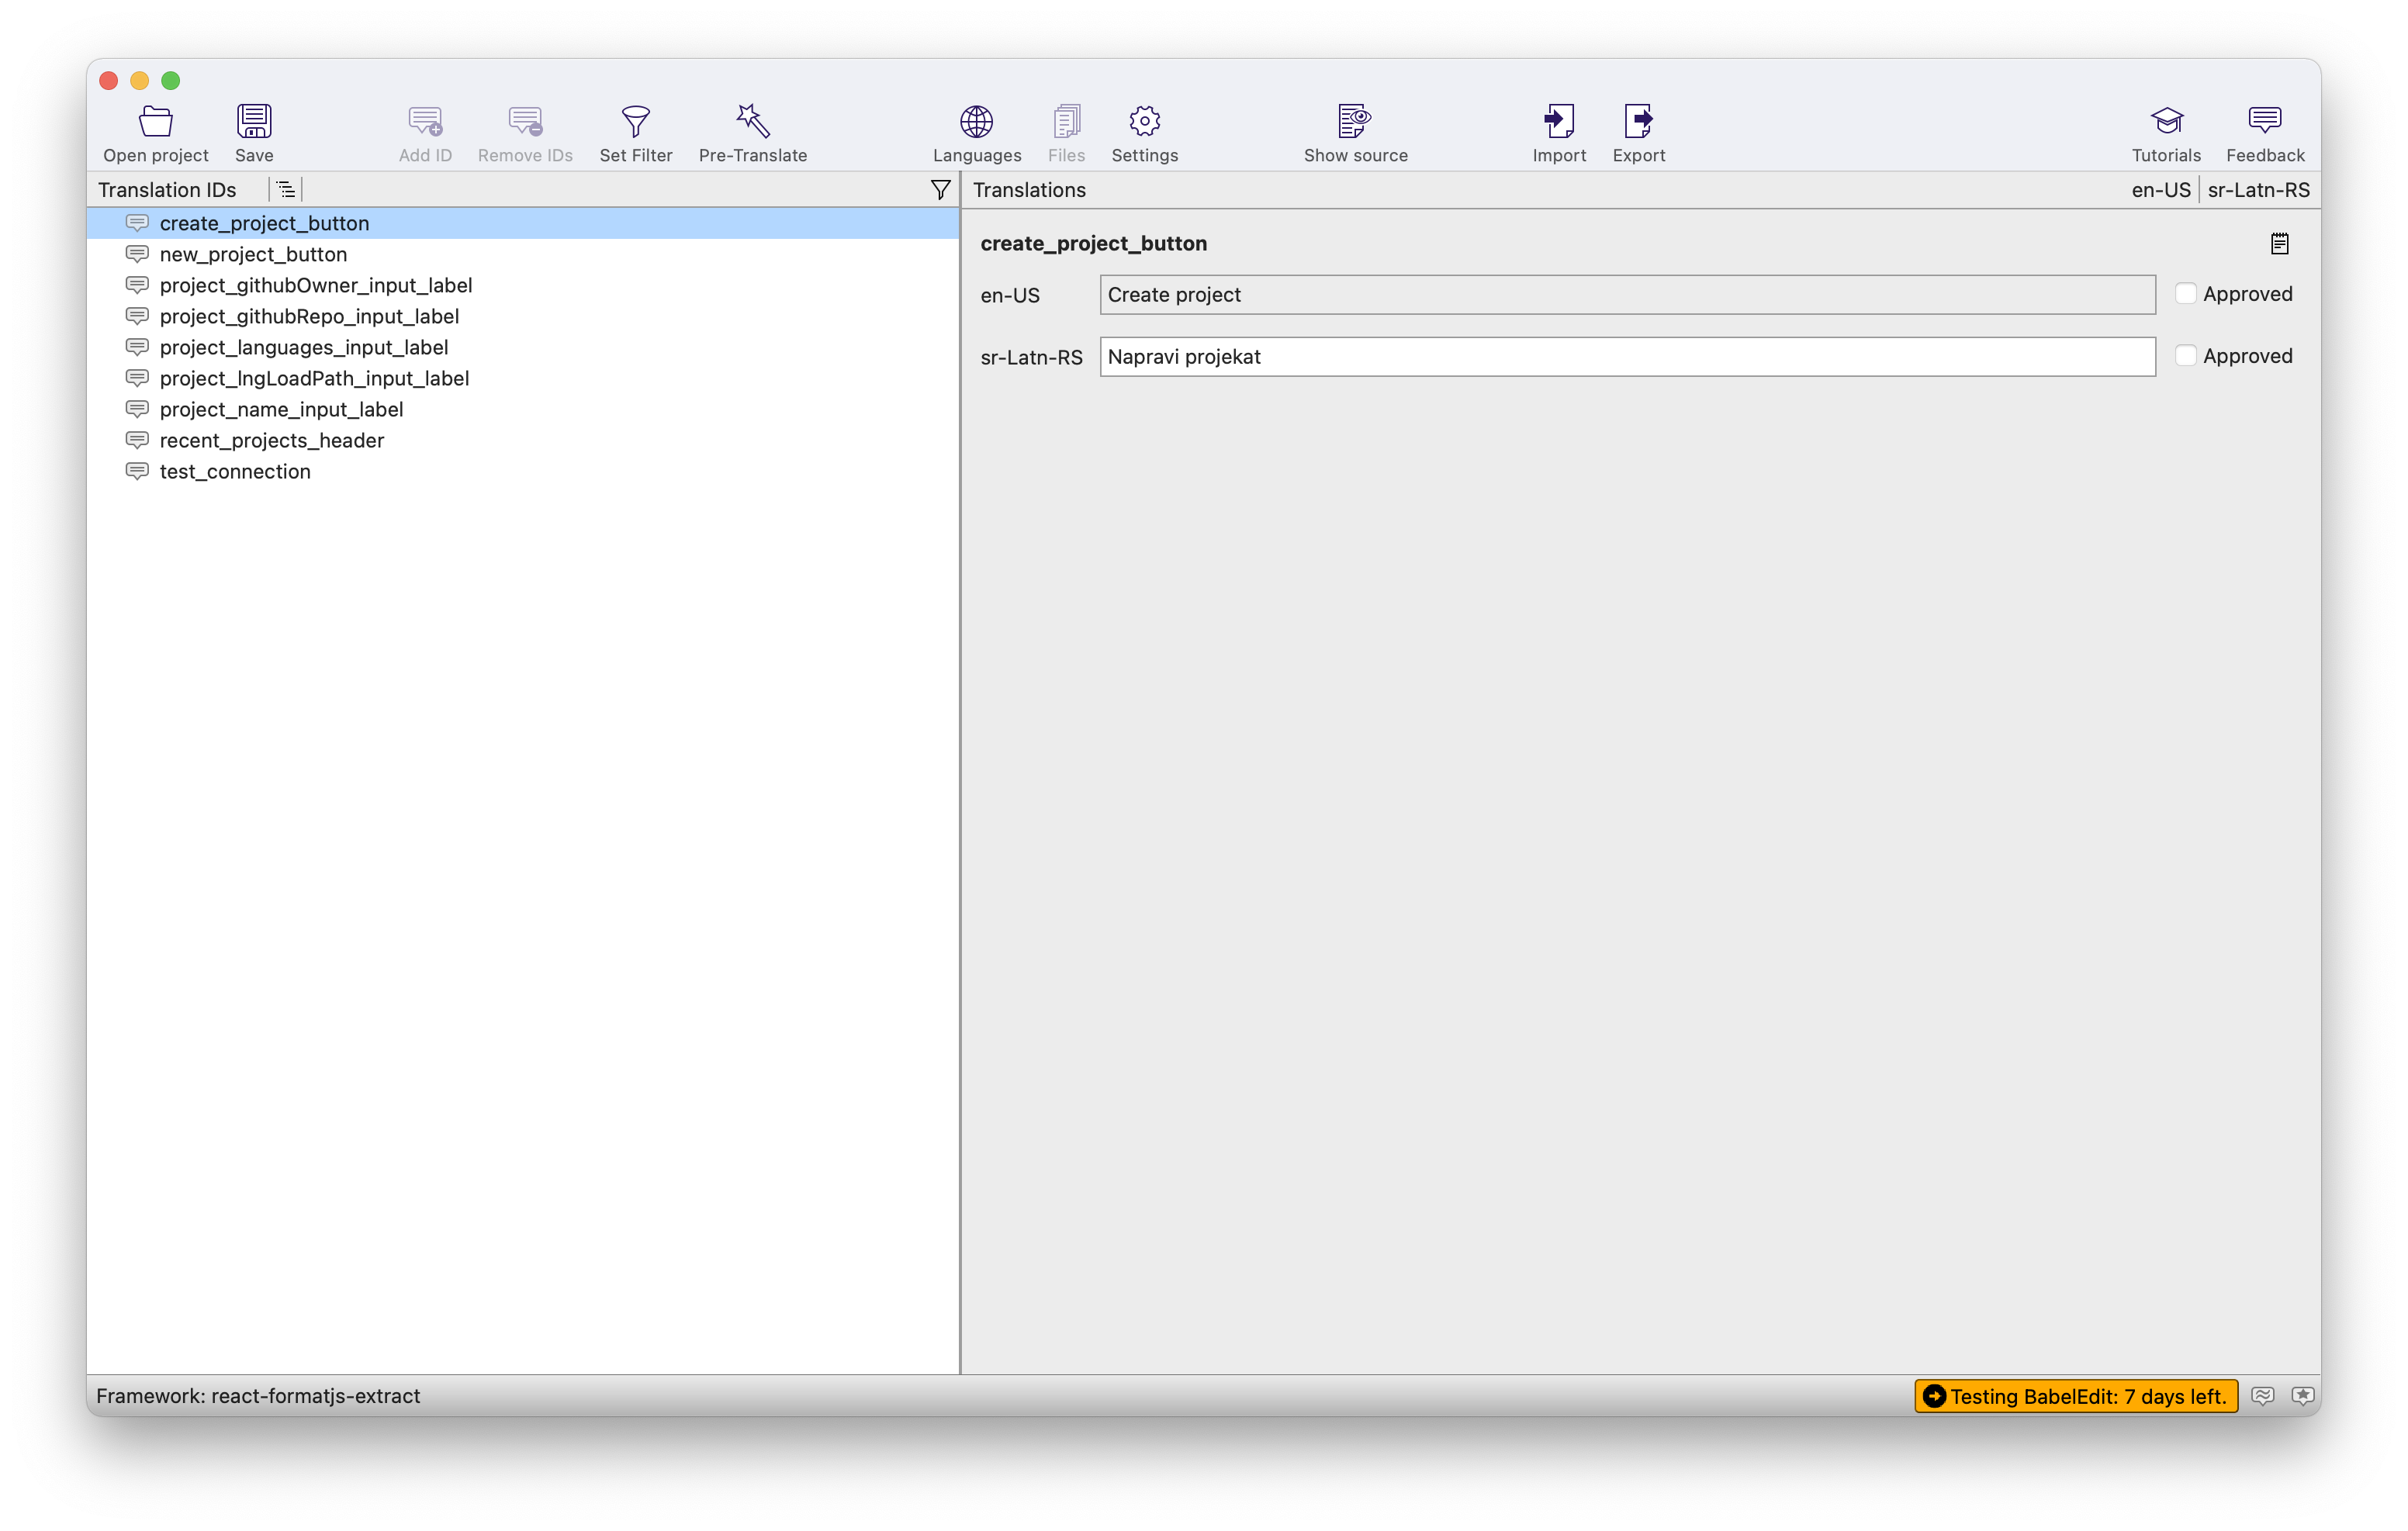 Open project Save Add ID Remove IDs Set Filter Pre-Translate Languages Files Settings Show source Import Export Tutorials Feedback
Translation IDs
create_project_button
new_project_button
project_githubOwner_input_label
project_githubRepo_input_label
project_languages_input_label
project_lngLoadPath_input_label
project_name_input_label
recent_projects_header
test_connection
Translations en-US sr-Latn-RS
create_project_button
en-US Create project Approved
sr-Latn-RS Napravi projekat Approved
Framework: react-formatjs-extract Testing BabelEdit: 7 days left.